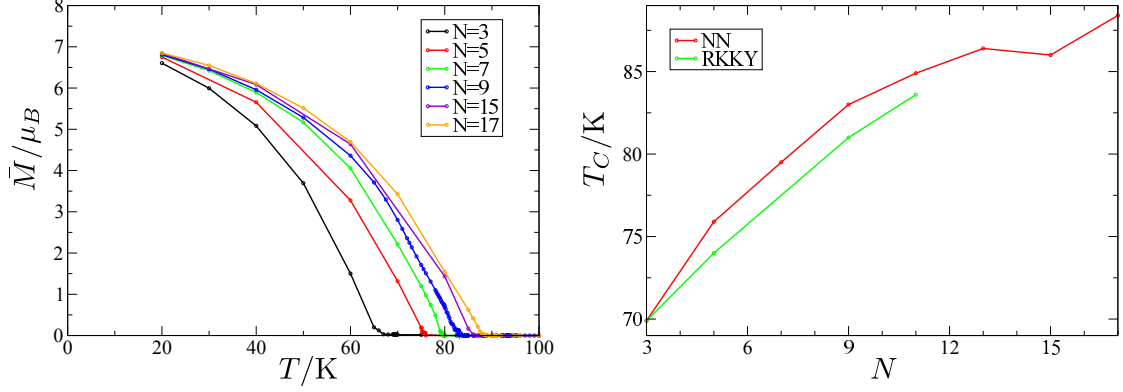 8
7
6
5
4
3
2
1
0
M̄/μ_B
0 20 40 60 80 100
T/K
N=3
N=5
N=7
N=9
N=15
N=17
85
80
75
70
T_C/K
3 6 9 12 15
N
NN
RKKY